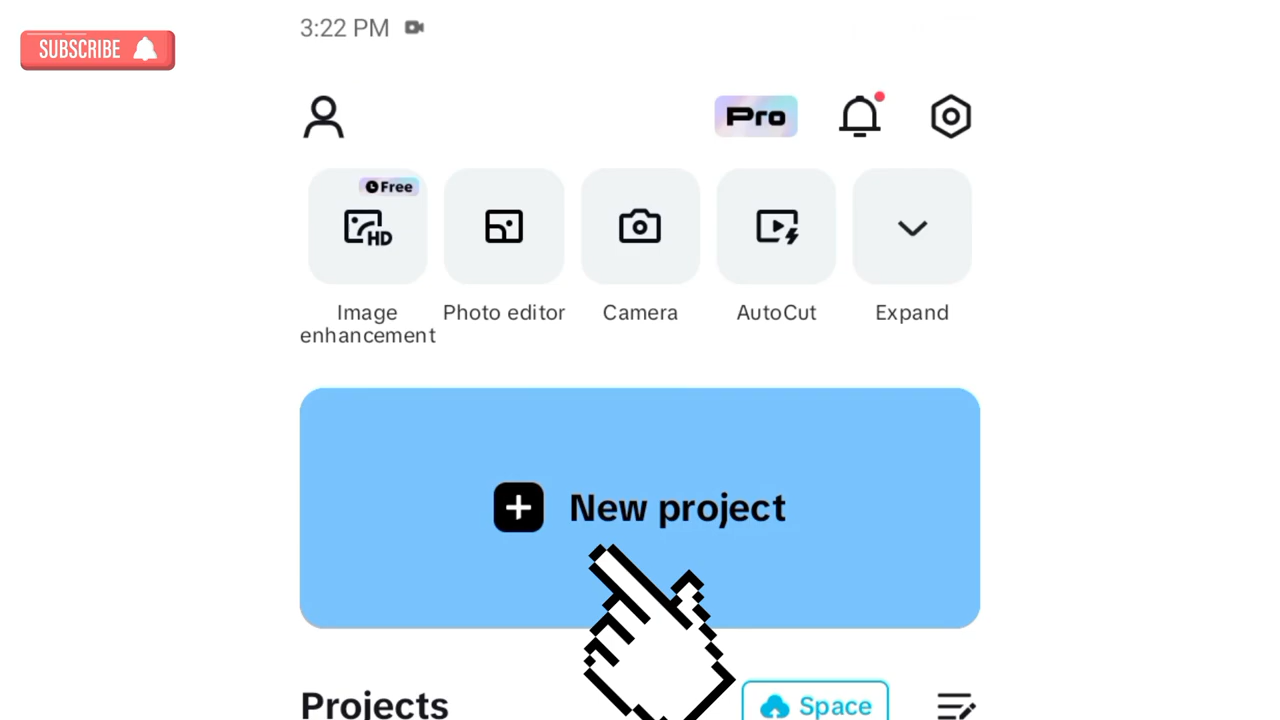 3:22 PM
SUBSCRIBE
Pro
Free
HD
Image
enhancement
Photo editor
Camera
AutoCut
Expand
New project
Projects
Space